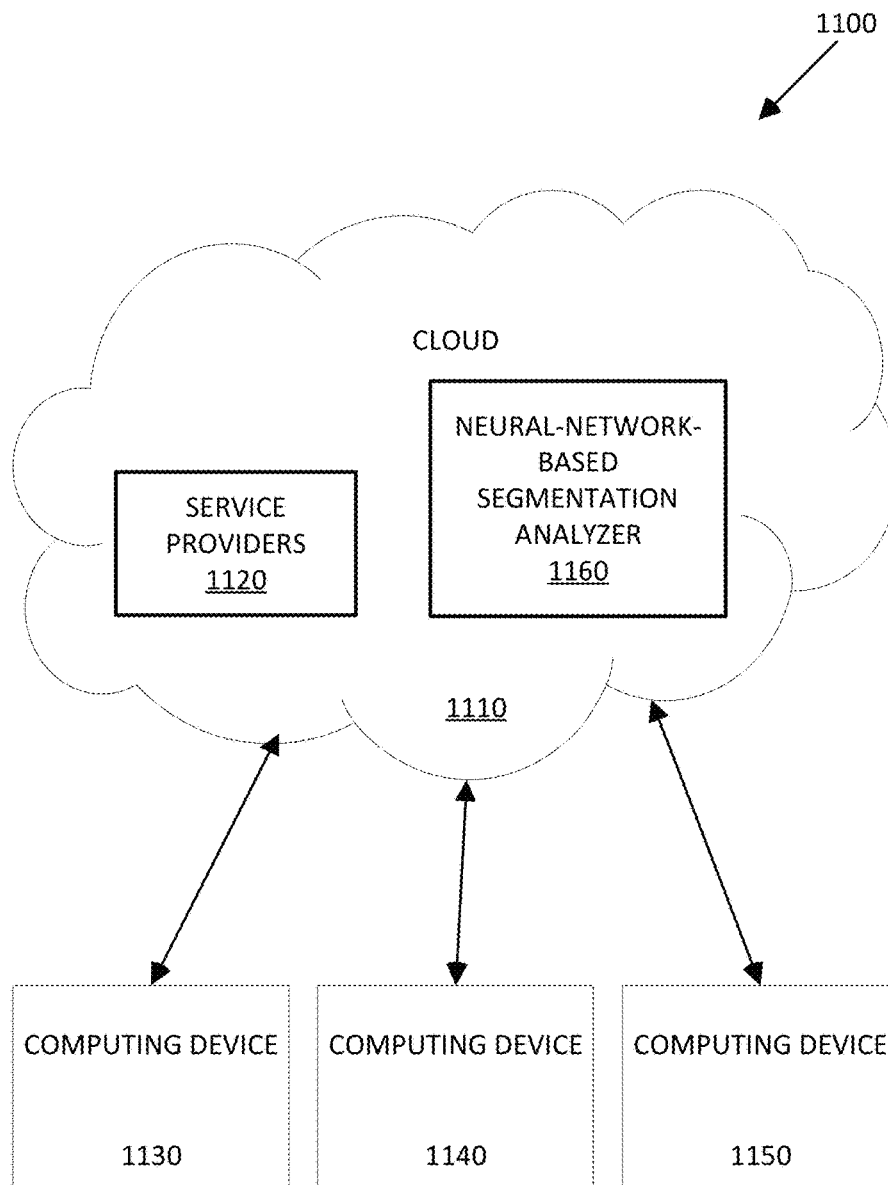 1100
CLOUD
NEURAL-NETWORK-
BASED
SEGMENTATION
ANALYZER
1160
SERVICE
PROVIDERS
1120
1110
COMPUTING DEVICE
1130
COMPUTING DEVICE
1140
COMPUTING DEVICE
1150